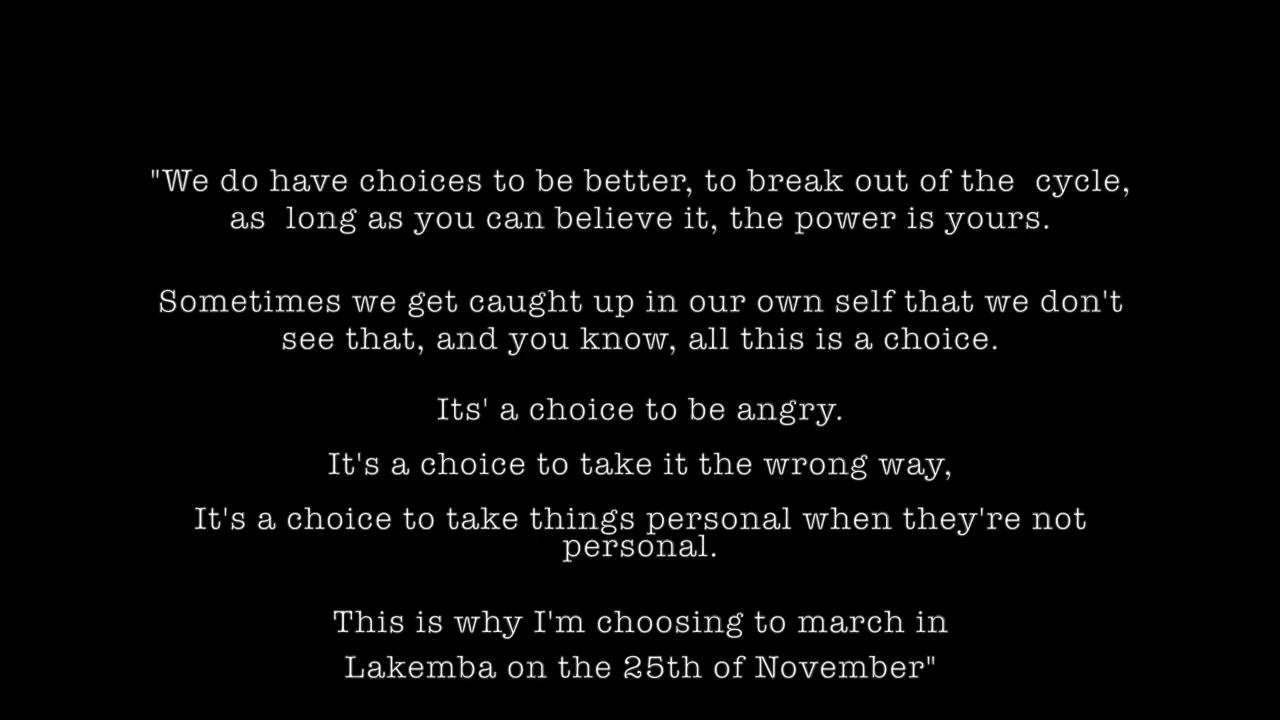 "We do have choices to be better, to break out of the  cycle,
as  long as you can believe it, the power is yours.
Sometimes we get caught up in our own self that we don't
see that, and you know, all this is a choice.
Its' a choice to be angry.
It's a choice to take it the wrong way,
It's a choice to take things personal when they're not
personal.
This is why I'm choosing to march in
Lakemba on the 25th of November"